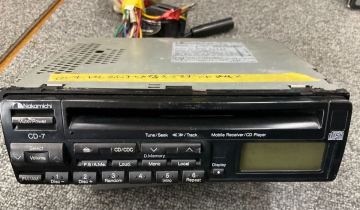 Nakamichi
Mute/Power
CD-7
Tune/Seek /Track
Mobile Receiver/CD Player
Select
Volume
CD/CDC
D.Memory
Display
P.S/A.Me
Loud
Mono
Local
1 Disc −
2 Disc +
3 Random
4
5 Intro
6 Repeat